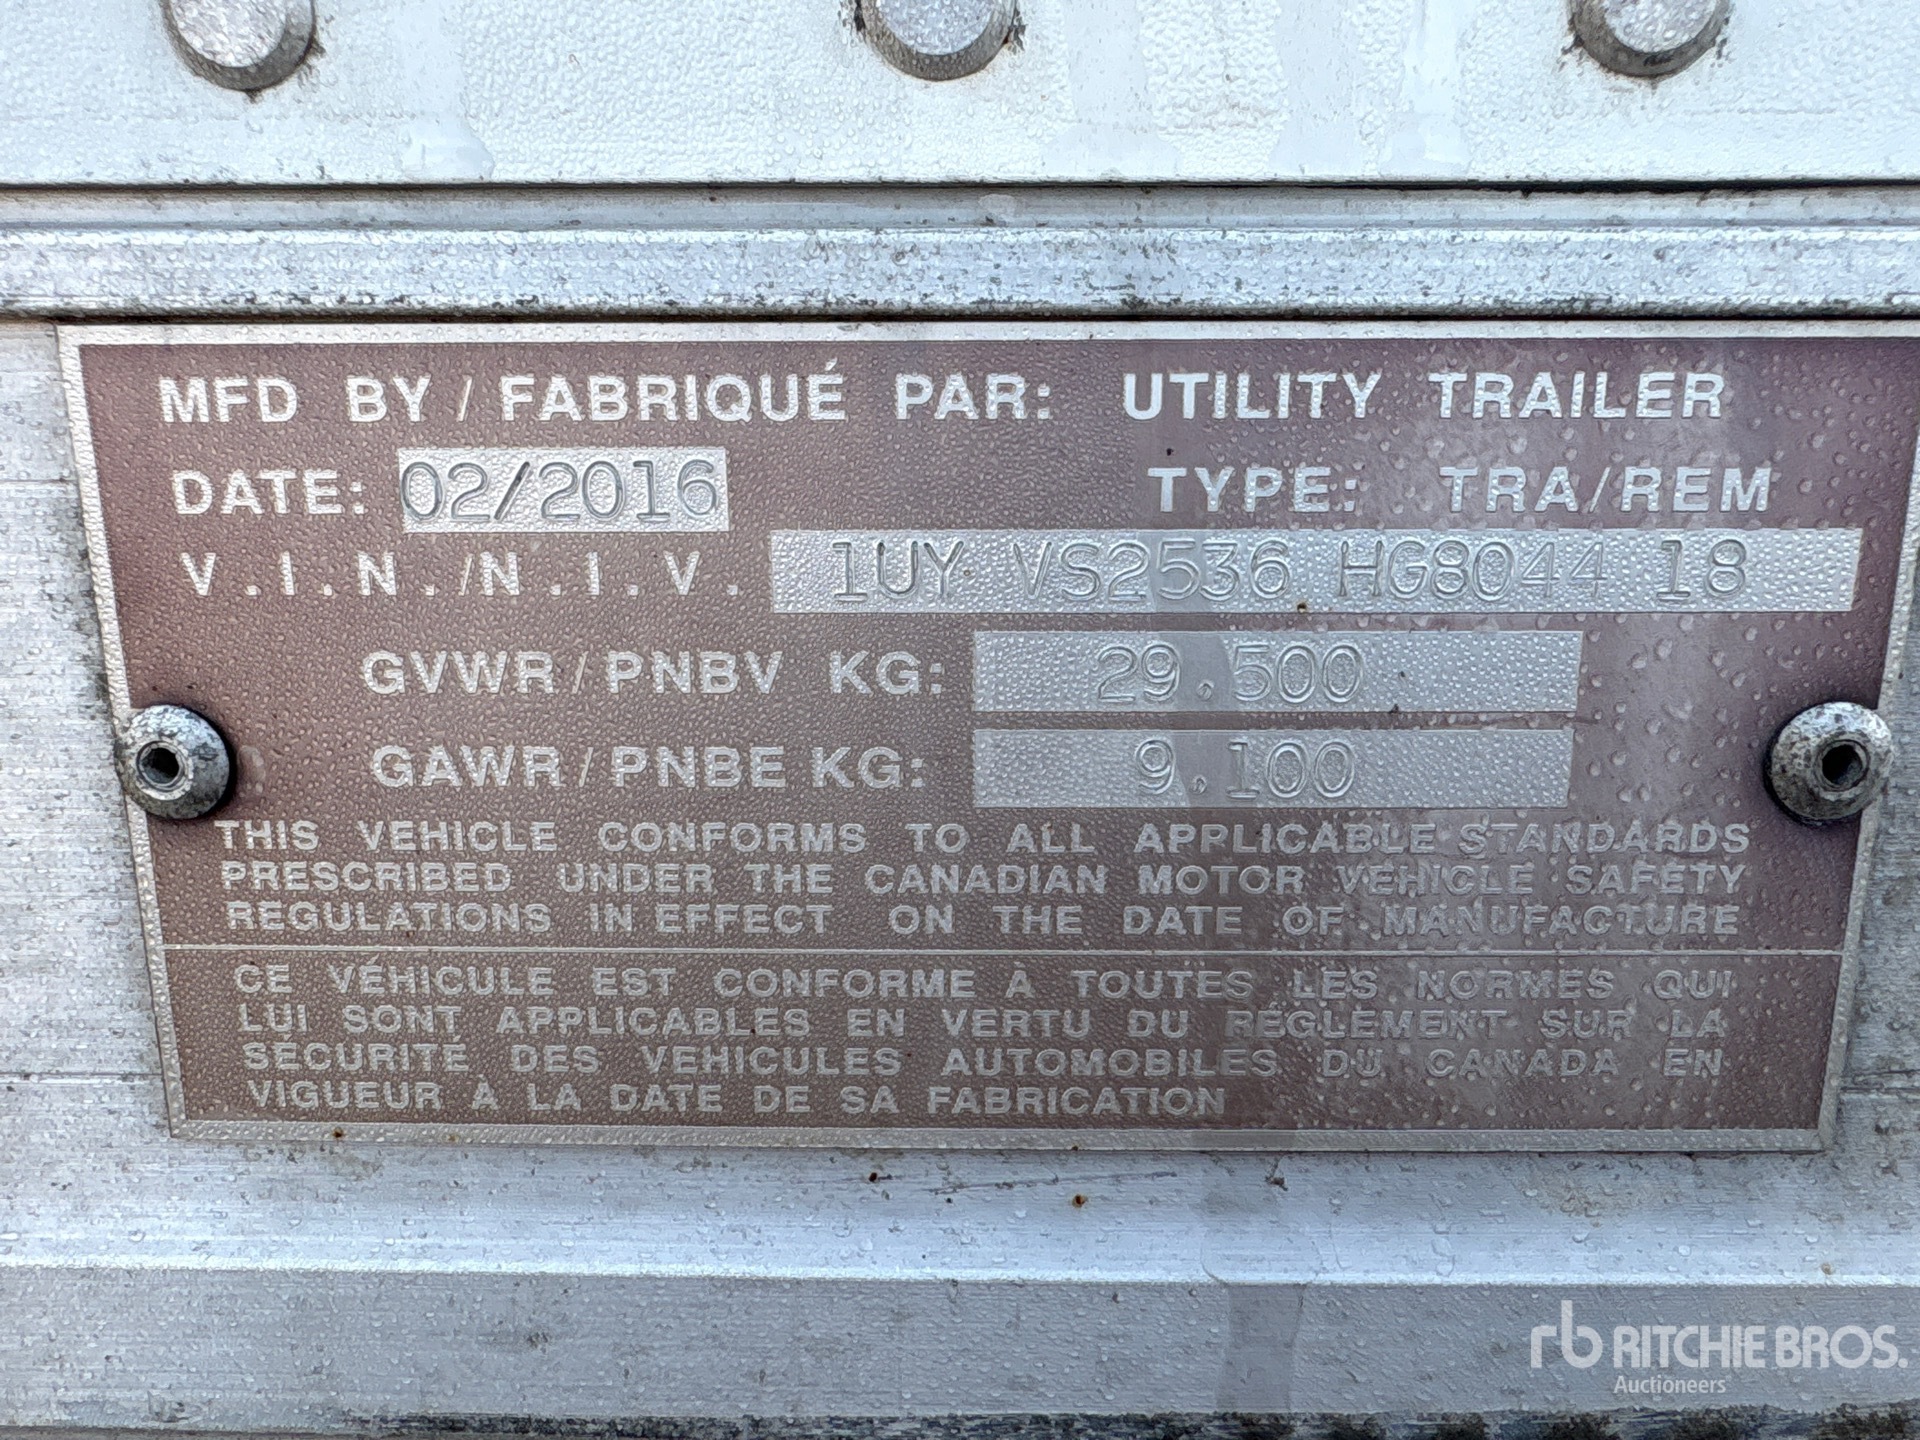 MFD BY / FABRIQUÉ PAR: UTILITY TRAILER
DATE: 02/2016 TYPE: TRA/REM
V.I.N./N.I.V. 1UY VS2536 HG8044 18
GVWR / PNBV KG: 29,500
GAWR / PNBE KG: 9,100
THIS VEHICLE CONFORMS TO ALL APPLICABLE STANDARDS
PRESCRIBED UNDER THE CANADIAN MOTOR VEHICLE SAFETY
REGULATIONS IN EFFECT ON THE DATE OF MANUFACTURE
CE VÉHICULE EST CONFORME À TOUTES LES NORMES QUI
LUI SONT APPLICABLES EN VERTU DU RÉGLEMENT SUR LA
SÉCURITÉ DES VEHICULES AUTOMOBILES DU CANADA EN
VIGUEUR À LA DATE DE SA FABRICATION
rb RITCHIE BROS.
Auctioneers